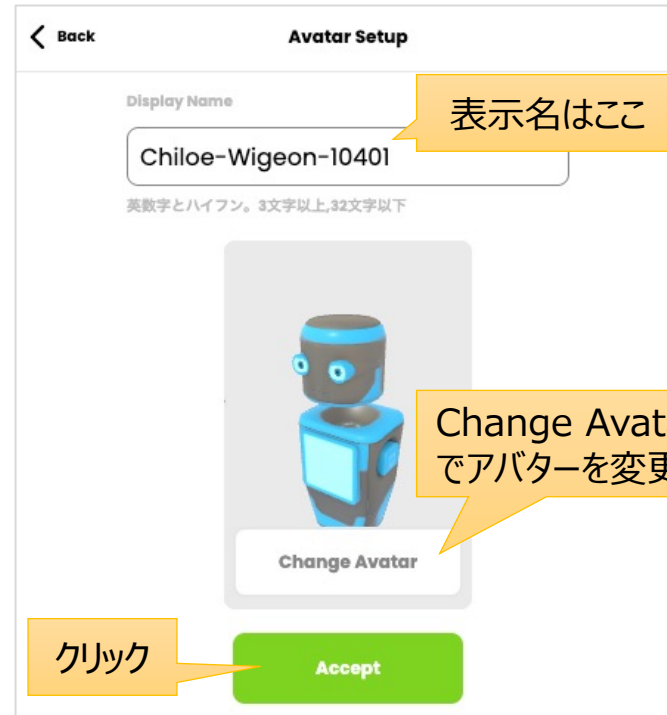 Back
Avatar Setup
Display Name
表示名はここ
Chiloe-Wigeon-10401
英数字とハイフン。3文字以上,32文字以下
Change Avat
でアバターを変更
Change Avatar
クリック
Accept